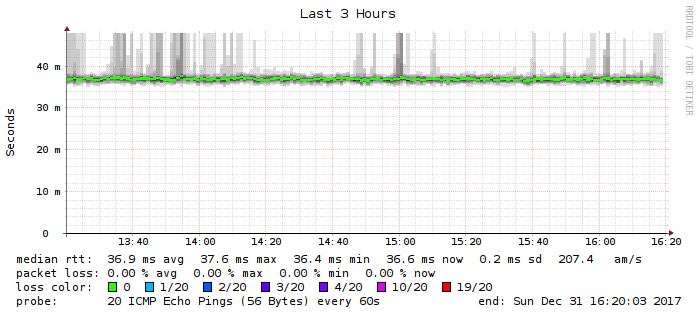 Last 3 Hours
RRDTOOL / TOBI OETIKER
Seconds
40 m
30 m
20 m
10 m
0
13:40 14:00 14:20 14:40 15:00 15:20 15:40 16:00 16:20
median rtt: 36.9 ms avg 37.6 ms max 36.4 ms min 36.6 ms now 0.2 ms sd 207.4 am/s
packet loss: 0.00 % avg 0.00 % max 0.00 % min 0.00 % now
loss color: 0 1/20 2/20 3/20 4/20 10/20 19/20
probe: 20 ICMP Echo Pings (56 Bytes) every 60s end: Sun Dec 31 16:20:03 2017